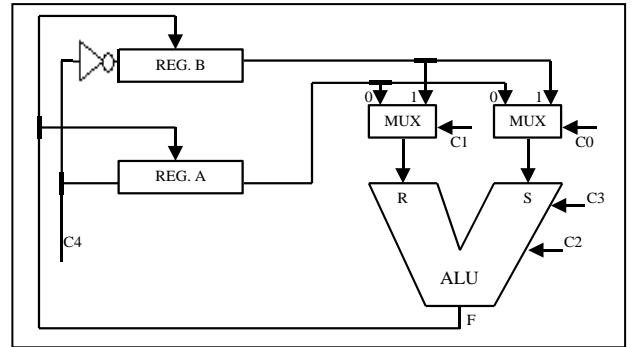 REG. B
0 1 0 1
MUX MUX
C1 C0
REG. A
R S C3
C4 C2
ALU
F